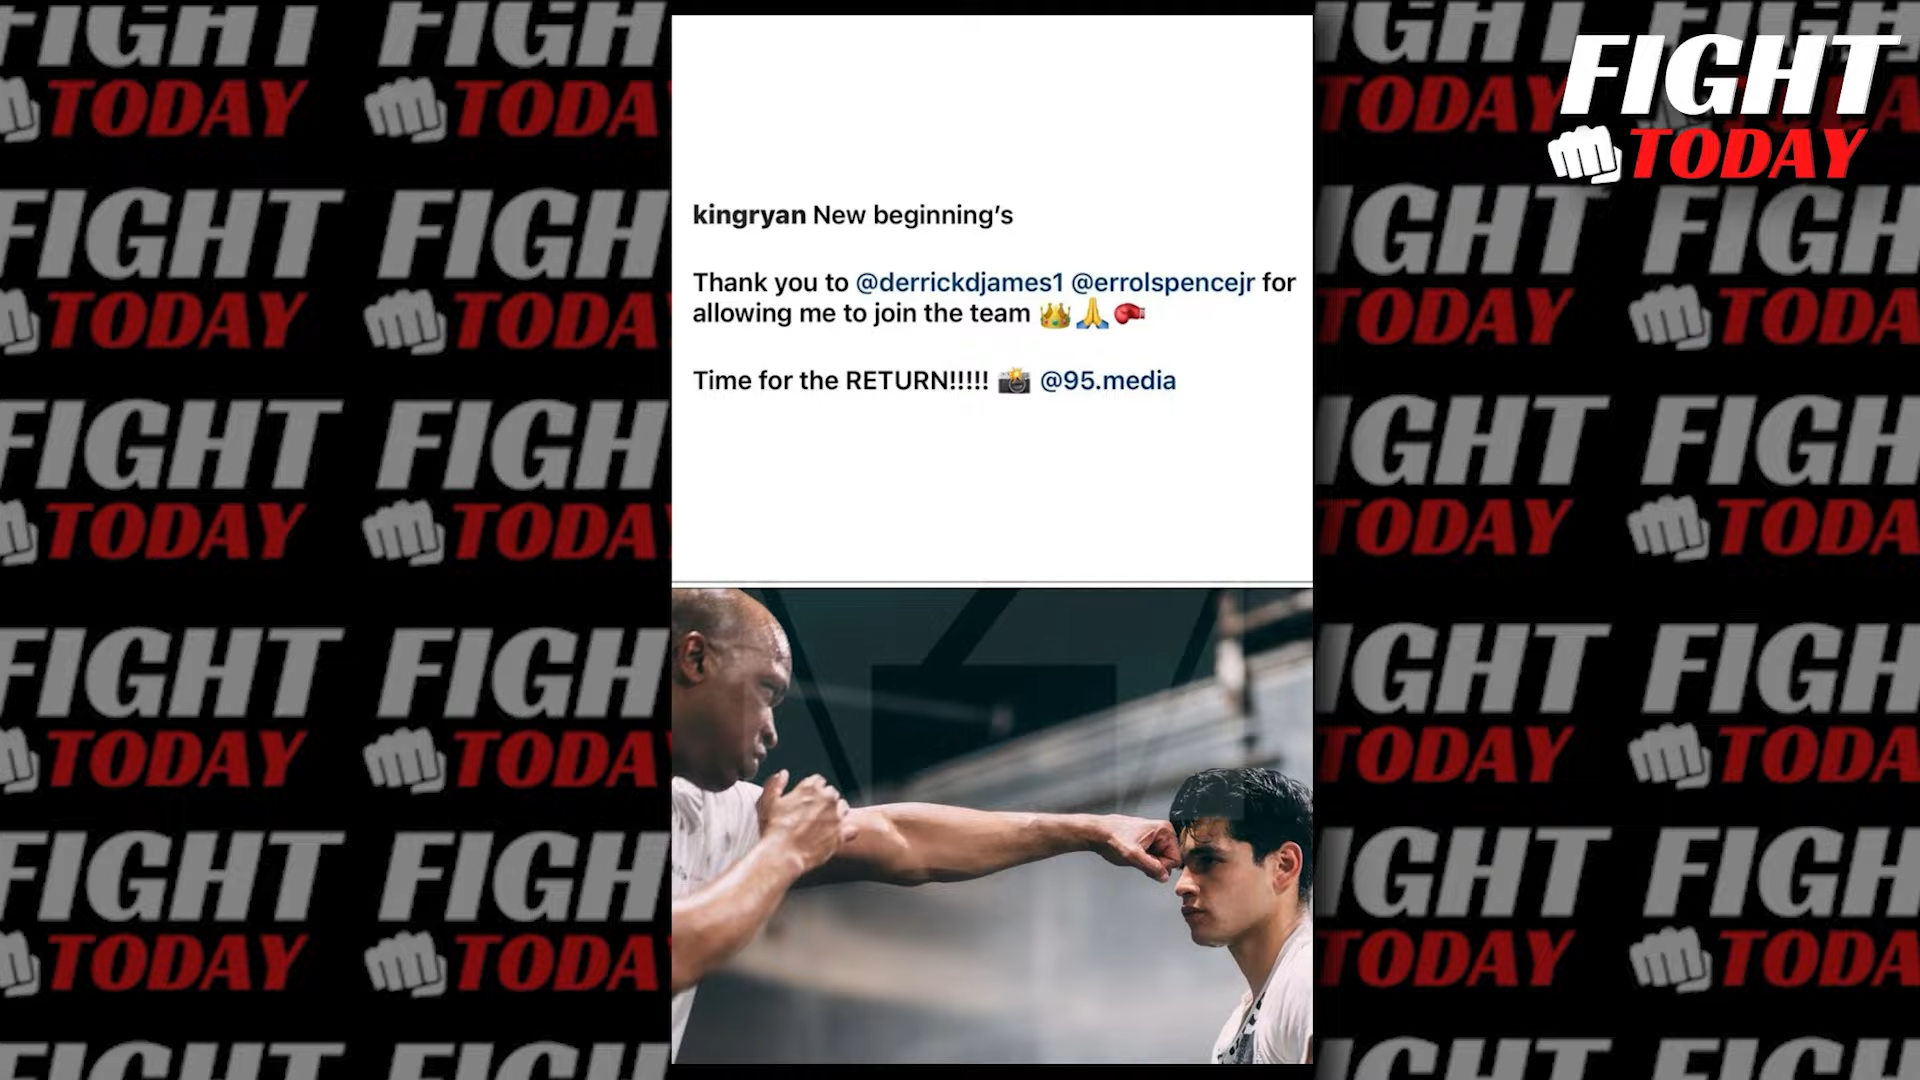 FIGHT
TODAY
kingryan New beginning’s
Thank you to @derrickdjames1 @errolspencejr for
allowing me to join the team 👑🙏🥊
Time for the RETURN!!!!! 📸 @95.media